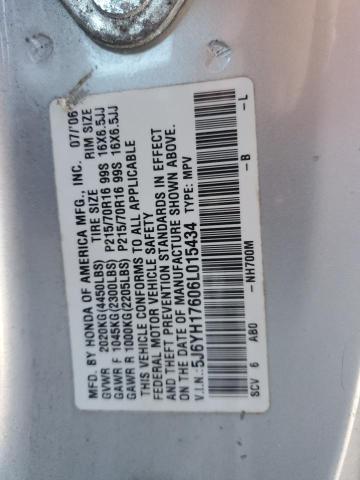 MFD. BY HONDA OF AMERICA MFG., INC. 07/06
TIRE SIZE RIM SIZE
GVWR 2020KG(4450LBS)
GAWR F 1045KG(2300LBS) P215/70R16 99S 16X6.5JJ
GAWR R 1000KG(2205LBS) P215/70R16 99S 16X6.5JJ
THIS VEHICLE CONFORMS TO ALL APPLICABLE
FEDERAL MOTOR VEHICLE SAFETY
AND THEFT PREVENTION STANDARDS IN EFFECT
ON THE DATE OF MANUFACTURE SHOWN ABOVE.
V.I.N.: 5J6YH17606L015434 TYPE: MPV
SCV 6 AB0 -NH700M -B -L